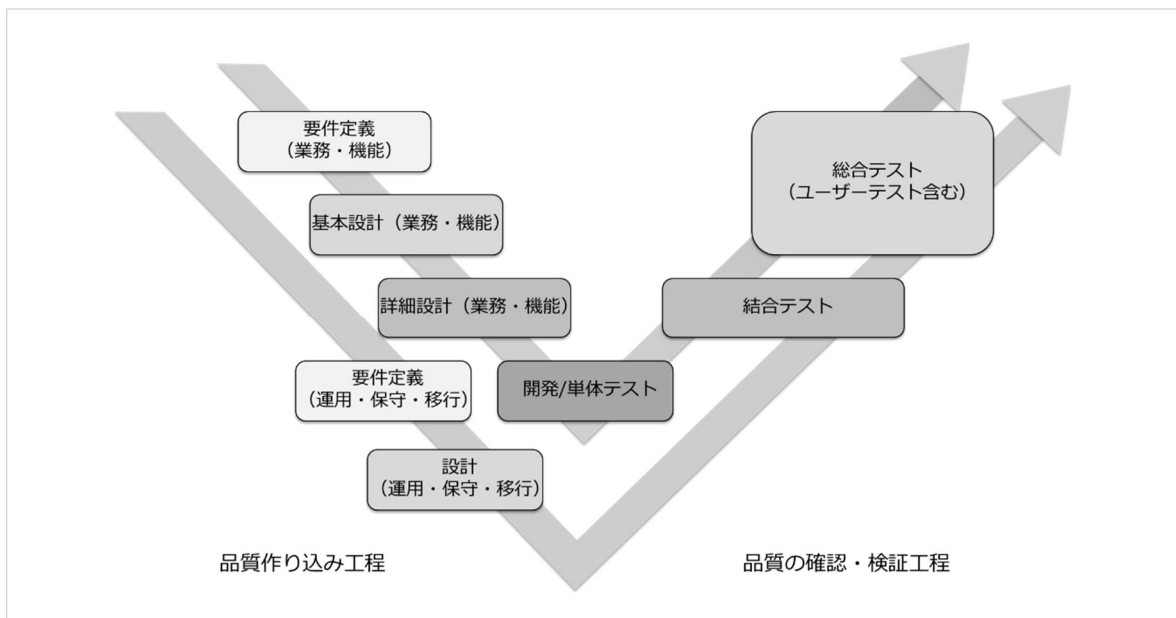 要件定義
（業務・機能）
基本設計（業務・機能）
詳細設計（業務・機能）
要件定義
（運用・保守・移行）
設計
（運用・保守・移行）
開発/単体テスト
結合テスト
総合テスト
（ユーザーテスト含む）
品質作り込み工程
品質の確認・検証工程